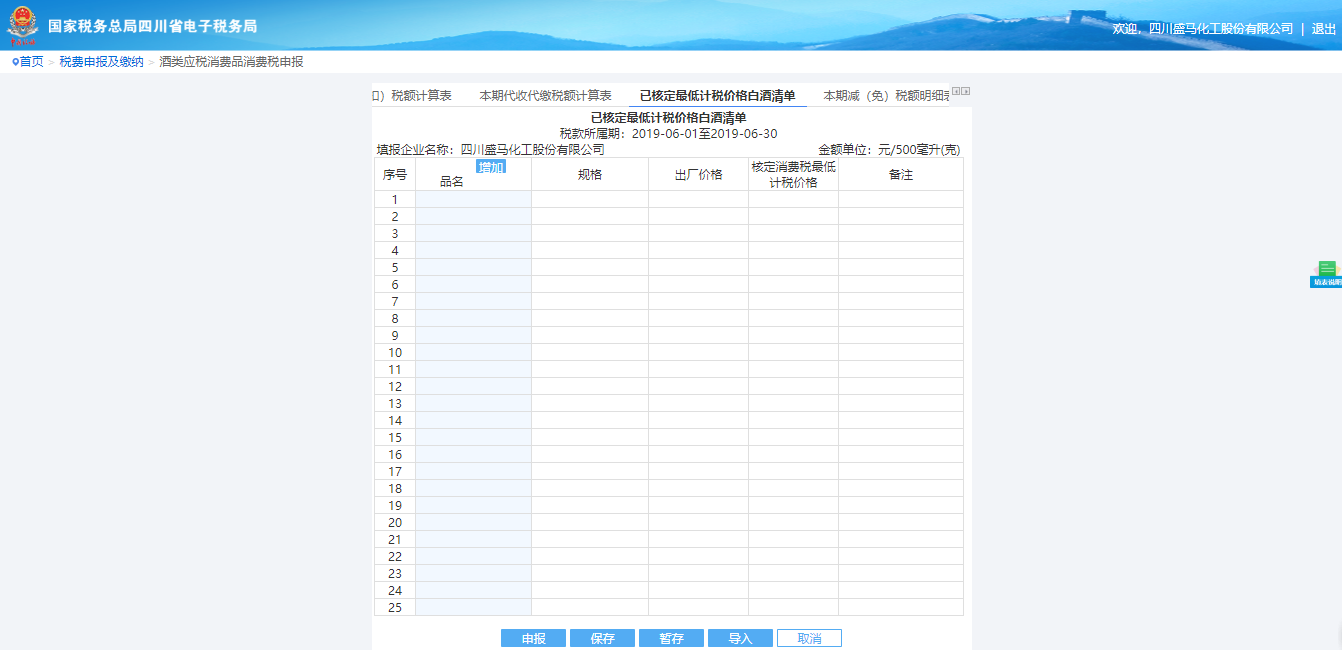 国家税务总局四川省电子税务局
欢迎，四川盛马化工股份有限公司 | 退出
首页 > 税费申报及缴纳 > 酒类应税消费品消费税申报
）税额计算表 本期代收代缴税额计算表 已核定最低计税价格白酒清单 本期减（免）税额明细
已核定最低计税价格白酒清单
税款所属期：2019-06-01至2019-06-30
填报企业名称：四川盛马化工股份有限公司 金额单位：元/500毫升(克)
序号 品名 增加 规格 出厂价格 核定消费税最低计税价格 备注
1
2
3
4
5
6
7
8
9
10
11
12
13
14
15
16
17
18
19
20
21
22
23
24
25
填表说明
申报 保存 暂存 导入 取消